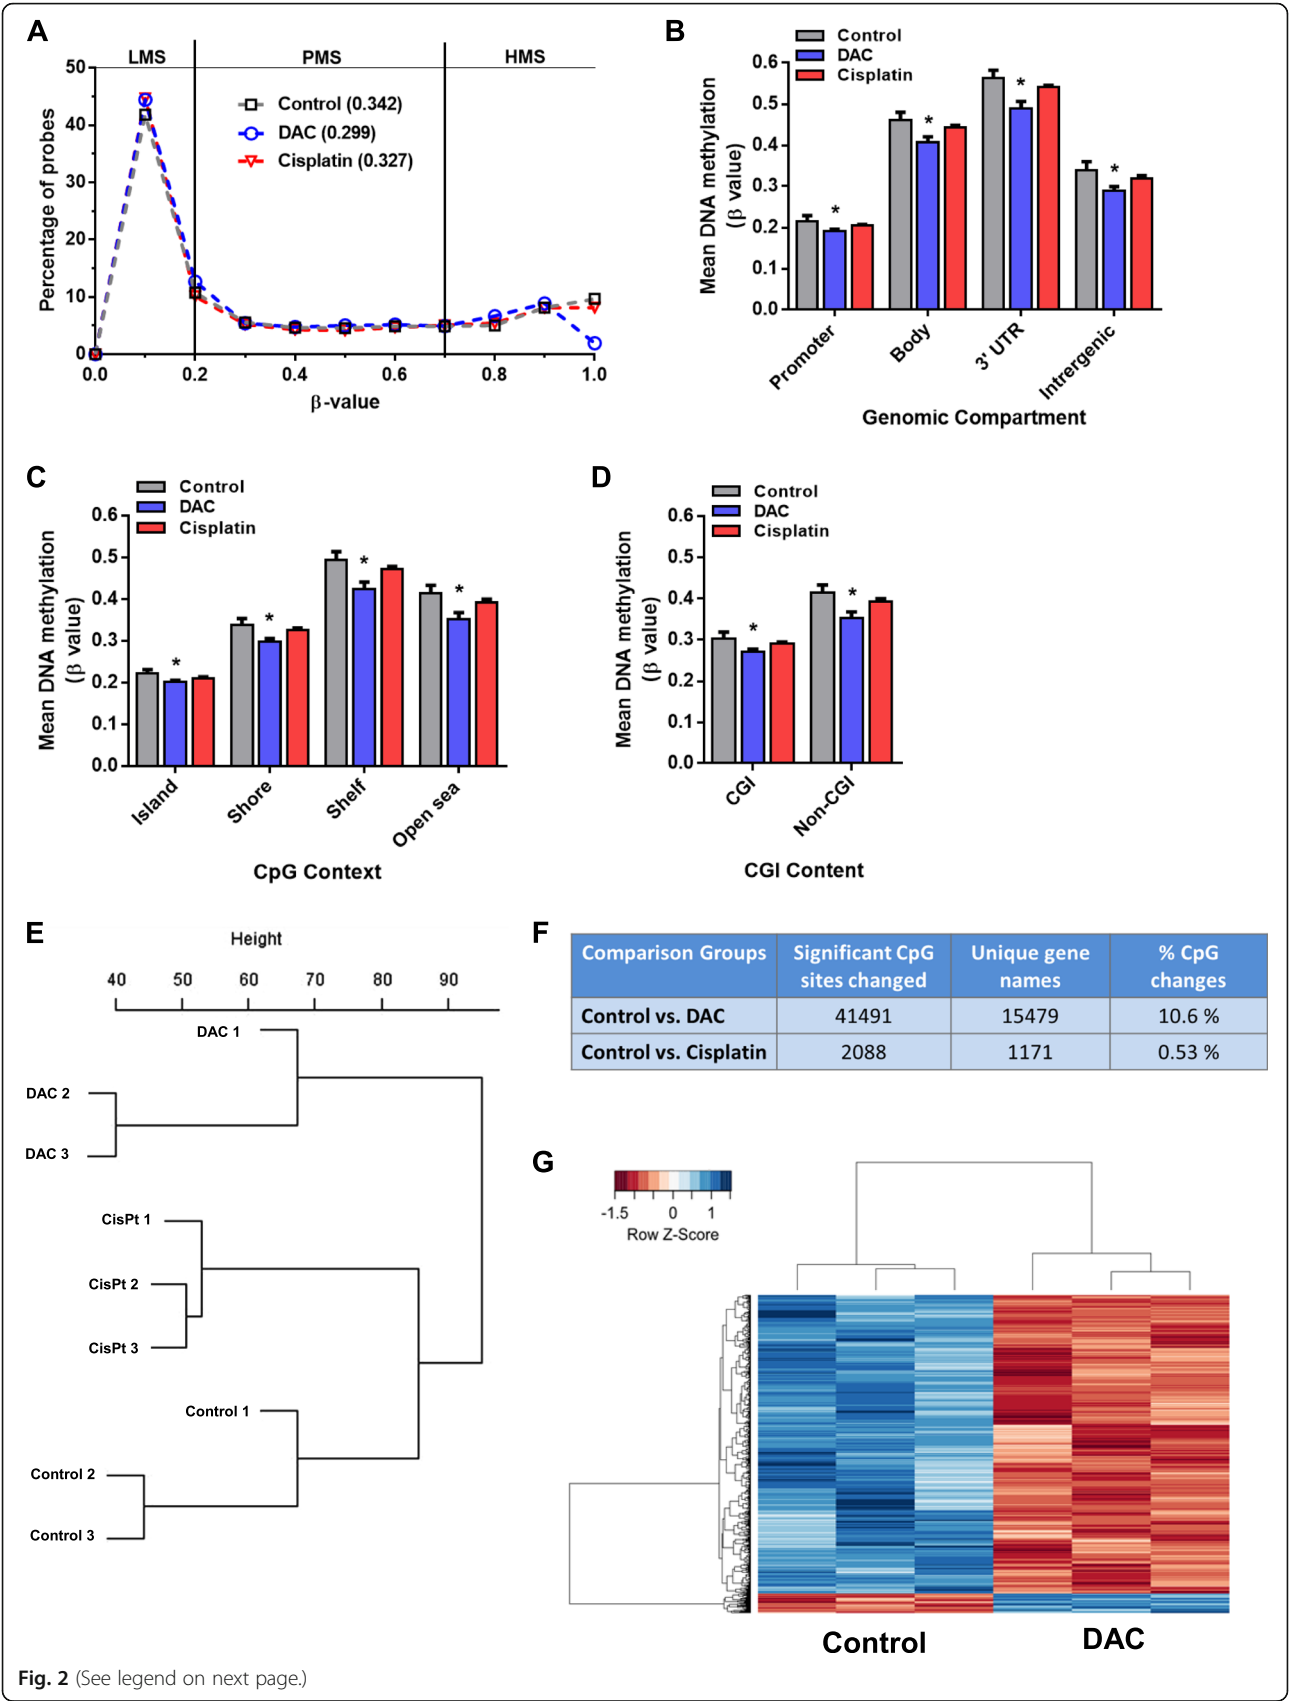 A
LMS PMS HMS
50
40
30
20
10
0
Percentage of probes
Control (0.342)
DAC (0.299)
Cisplatin (0.327)
0.0 0.2 0.4 0.6 0.8 1.0
β-value
B
Control
DAC
Cisplatin
0.6
0.5
0.4
0.3
0.2
0.1
0.0
Mean DNA methylation
(β value)
* * * *
Promoter Body 3' UTR Intrergenic
Genomic Compartment
C
Control
DAC
Cisplatin
0.6
0.5
0.4
0.3
0.2
0.1
0.0
Mean DNA methylation
(β value)
* * * *
Island Shore Shelf Open sea
CpG Context
D
Control
DAC
Cisplatin
0.6
0.5
0.4
0.3
0.2
0.1
0.0
Mean DNA methylation
(β value)
* *
CGI Non-CGI
CGI Content
E
Height
40 50 60 70 80 90
DAC 1
DAC 2
DAC 3
CisPt 1
CisPt 2
CisPt 3
Control 1
Control 2
Control 3
F
Comparison Groups Significant CpG sites changed Unique gene names % CpG changes
Control vs. DAC 41491 15479 10.6 %
Control vs. Cisplatin 2088 1171 0.53 %
G
-1.5 0 1
Row Z-Score
Control DAC
Fig. 2 (See legend on next page.)